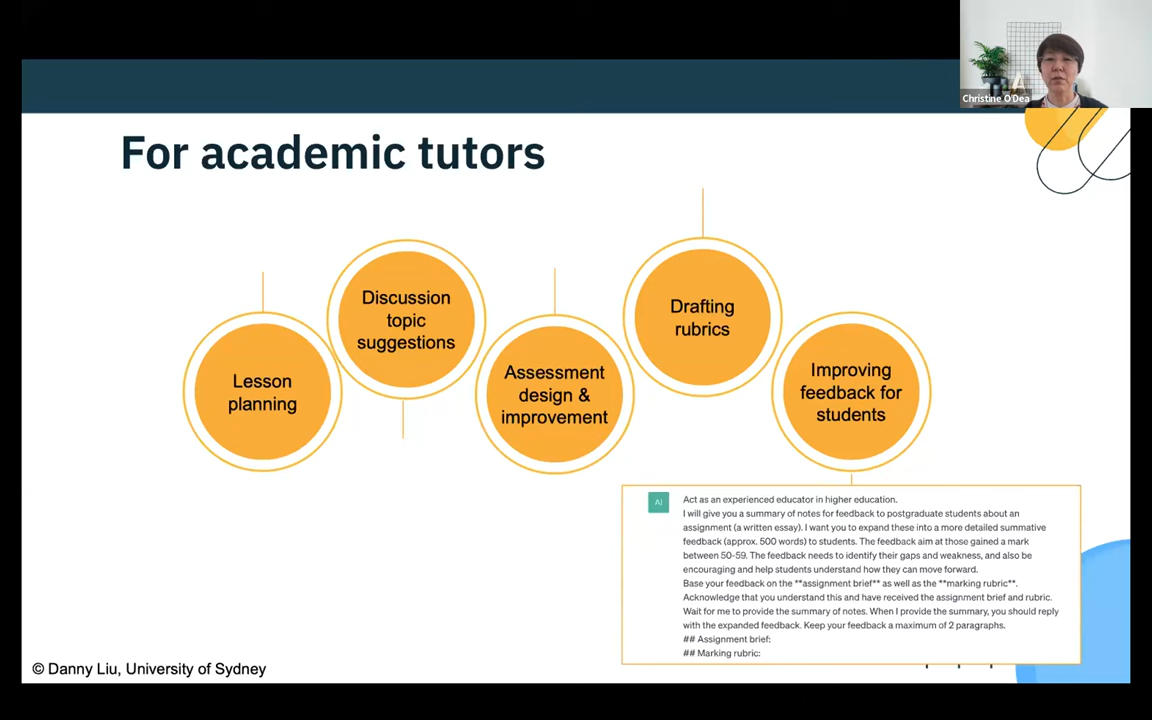 Christine O'Dea
For academic tutors
Lesson
planning
Discussion
topic
suggestions
Assessment
design &
improvement
Drafting
rubrics
Improving
feedback for
students
AI
Act as an experienced educator in higher education.
I will give you a summary of notes for feedback to postgraduate students about an
assignment (a written essay). I want you to expand these into a more detailed summative
feedback (approx. 500 words) to students. The feedback aim at those gained a mark
between 50-59. The feedback needs to identify their gaps and weakness, and also be
encouraging and help students understand how they can move forward.
Base your feedback on the **assignment brief** as well as the **marking rubric**.
Acknowledge that you understand this and have received the assignment brief and rubric.
Wait for me to provide the summary of notes. When I provide the summary, you should reply
with the expanded feedback. Keep your feedback a maximum of 2 paragraphs.
## Assignment brief:
## Marking rubric:
© Danny Liu, University of Sydney